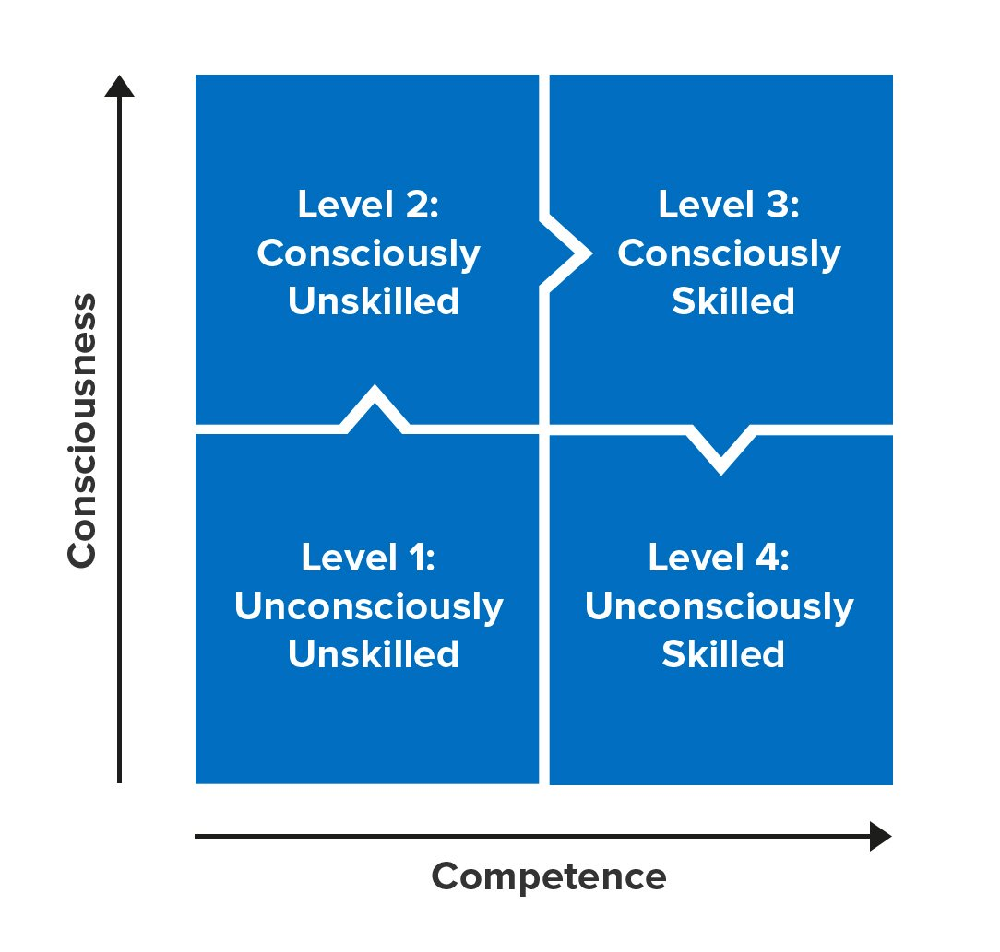 Consciousness
Level 2:
Consciously
Unskilled
Level 3:
Consciously
Skilled
Level 1:
Unconsciously
Unskilled
Level 4:
Unconsciously
Skilled
Competence